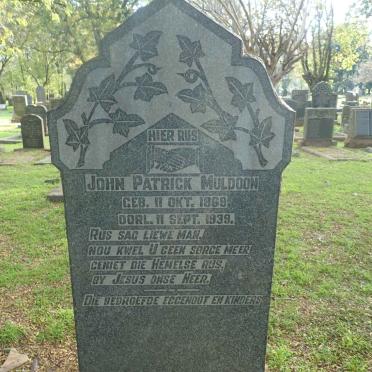 HIER RUS
JOHN PATRICK MULDOON
GEB. 11 OKT. 1869.
OORL. 11 SEPT. 1938.
RUS SAG LIEWE MAN,
NOU KWEL U GEEN SORGE MEER
GENIET DIE HEMELSE RUS,
BY JESUS ONSE HEER.
DIE BEDROEFDE EGGENOOT EN KINDERS